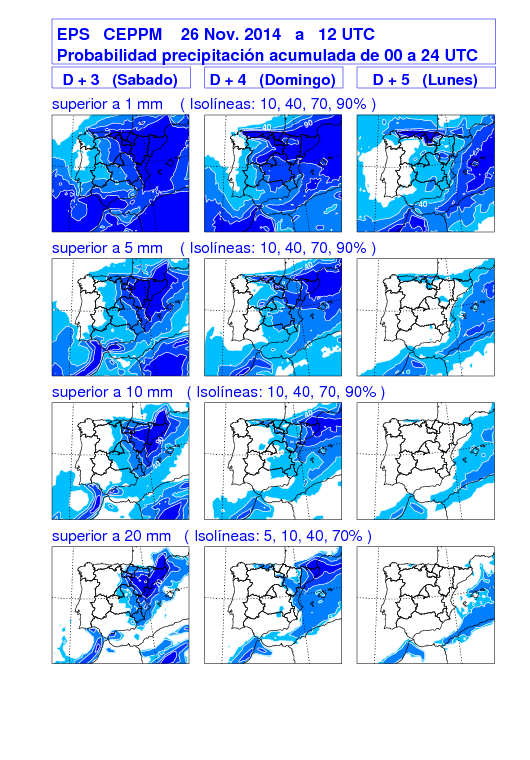 EPS CEPPM 26 Nov. 2014 a 12 UTC
Probabilidad precipitación acumulada de 00 a 24 UTC
D + 3 (Sabado) D + 4 (Domingo) D + 5 (Lunes)
superior a 1 mm ( Isolíneas: 10, 40, 70, 90% )
superior a 5 mm ( Isolíneas: 10, 40, 70, 90% )
superior a 10 mm ( Isolíneas: 10, 40, 70, 90% )
superior a 20 mm ( Isolíneas: 5, 10, 40, 70% )